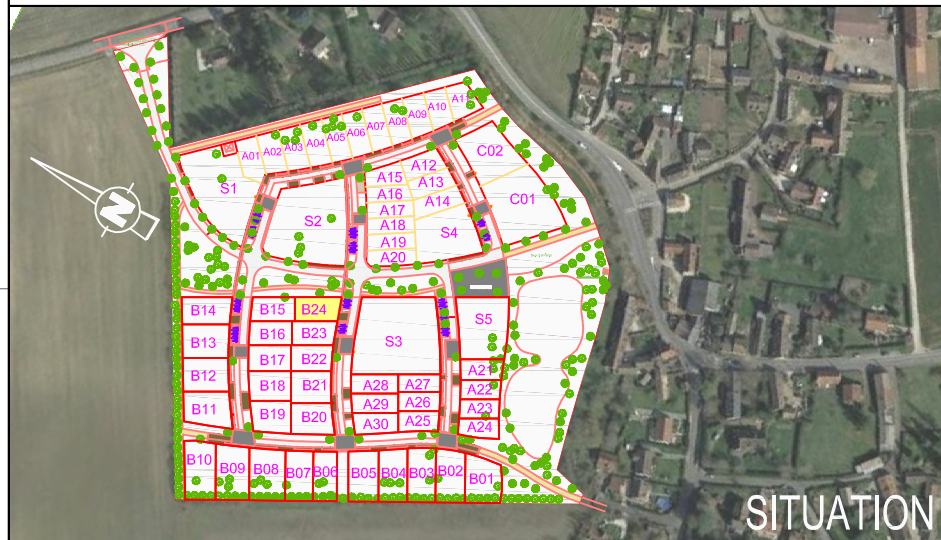 A11
A10
A09
A08
A07
A06
A05
A04
A03
A02
A01
S1
S2
A12
A13
A14
A15
A16
A17
A18
A19
A20
S4
C02
C01
N
B14
B13
B12
B11
B15
B24
B16
B23
B17
B22
B18
B21
B19
B20
S3
S5
A28
A27
A29
A26
A30
A25
A21
A22
A23
A24
B10
B09
B08
B07
B06
B05
B04
B03
B02
B01
SITUATION